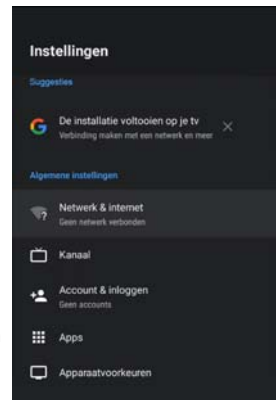 Instellingen
Suggesties
De installatie voltooien op je tv
Verbinding maken met een netwerk en meer
Algemene instellingen
Netwerk & internet
Geen netwerk verbonden
Kanaal
Account & inloggen
Geen accounts
Apps
Apparaatvoorkeuren